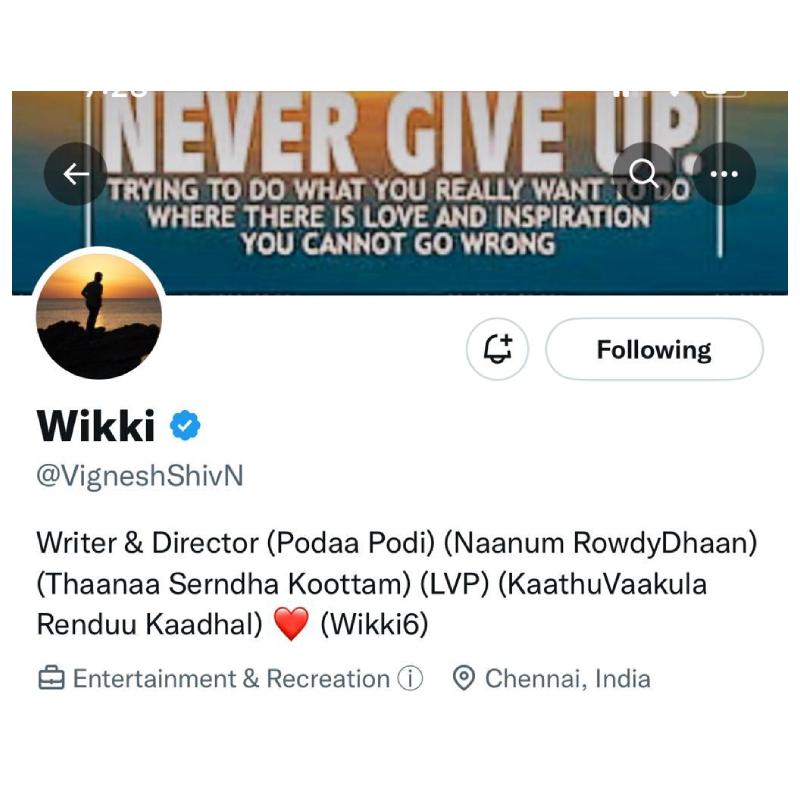 NEVER GIVE UP.
TRYING TO DO WHAT YOU REALLY WANT TO DO
WHERE THERE IS LOVE AND INSPIRATION
YOU CANNOT GO WRONG
Following
Wikki
@VigneshShivN
Writer & Director (Podaa Podi) (Naanum RowdyDhaan)
(Thaanaa Serndha Koottam) (LVP) (KaathuVaakula
Renduu Kaadhal) ❤️ (Wikki6)
Entertainment & Recreation ⓘ Chennai, India